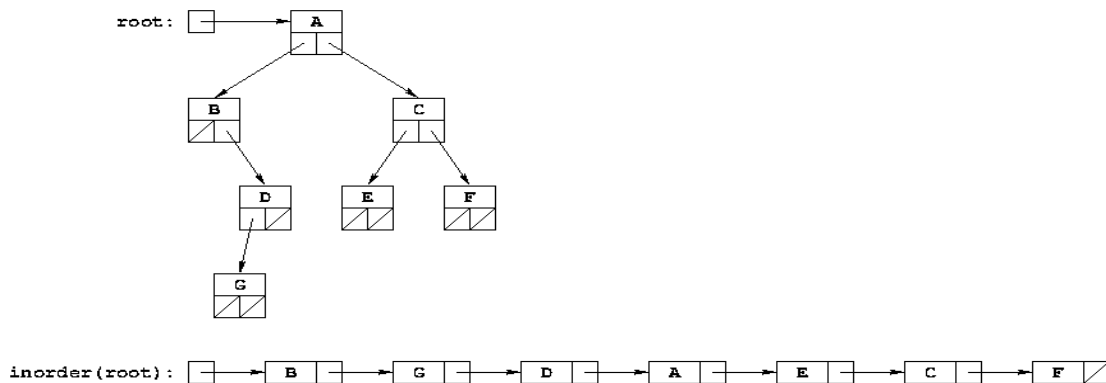 root: A
B C
D E F
G
inorder(root): B G D A E C F